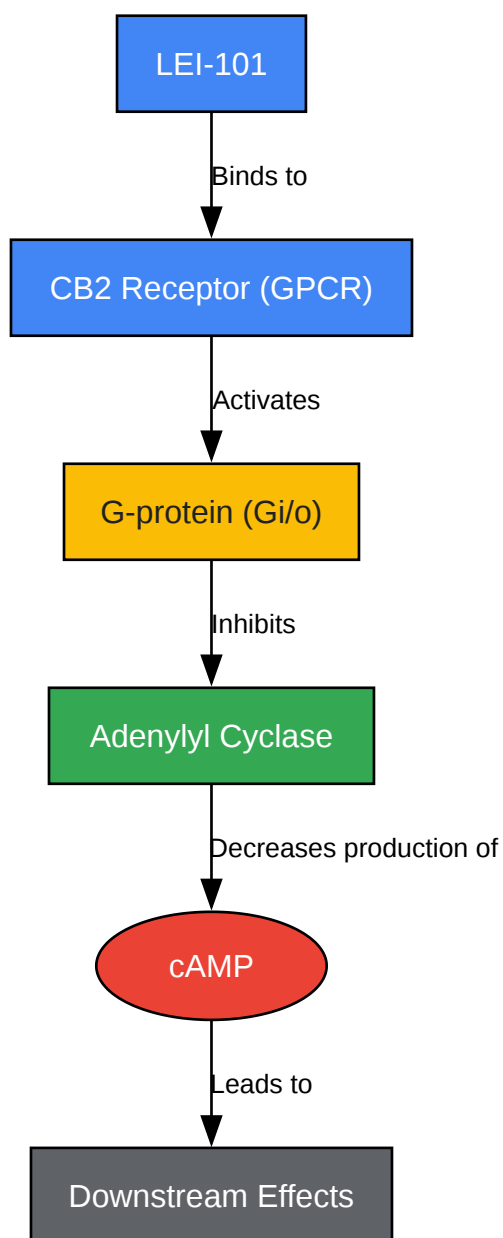 LEI-101
Binds to
CB2 Receptor (GPCR)
Activates
G-protein (Gi/o)
Inhibits
Adenylyl Cyclase
Decreases production of
cAMP
Leads to
Downstream Effects